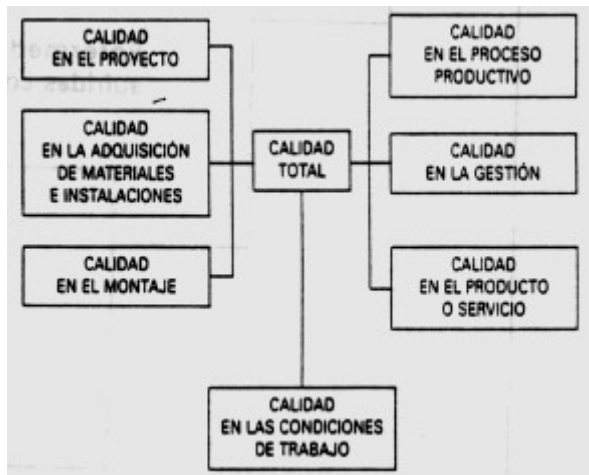 CALIDAD
EN EL PROYECTO
CALIDAD
EN LA ADQUISICIÓN
DE MATERIALES
E INSTALACIONES
CALIDAD
EN EL MONTAJE
CALIDAD
TOTAL
CALIDAD
EN EL PROCESO
PRODUCTIVO
CALIDAD
EN LA GESTIÓN
CALIDAD
EN EL PRODUCTO
O SERVICIO
CALIDAD
EN LAS CONDICIONES
DE TRABAJO